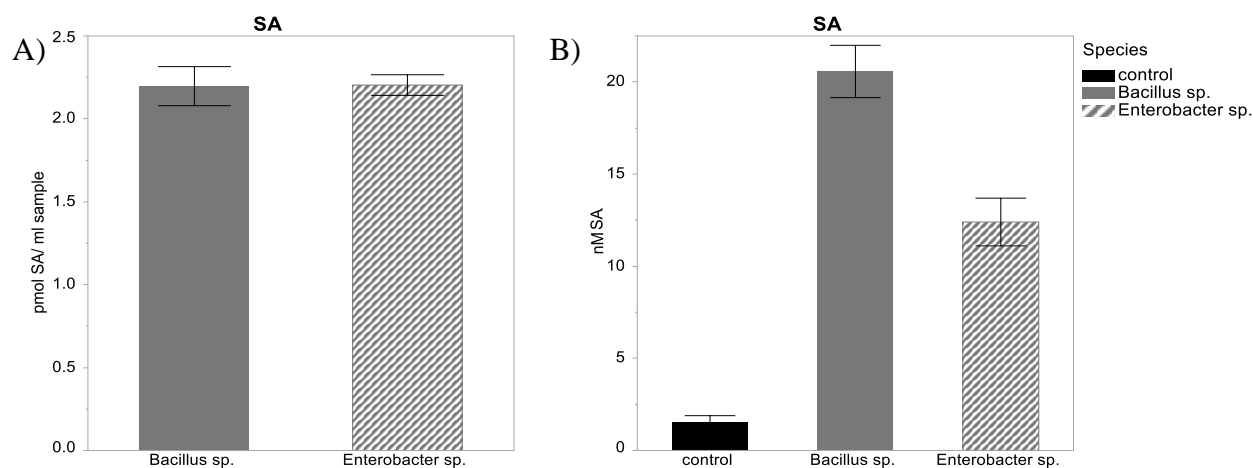 A)
SA
2.5
2.0
1.5
1.0
0.5
0.0
pmol SA/ ml sample
Bacillus sp.
Enterobacter sp.
B)
SA
20
15
10
5
0
nM SA
control
Bacillus sp.
Enterobacter sp.
Species
control
Bacillus sp.
Enterobacter sp.